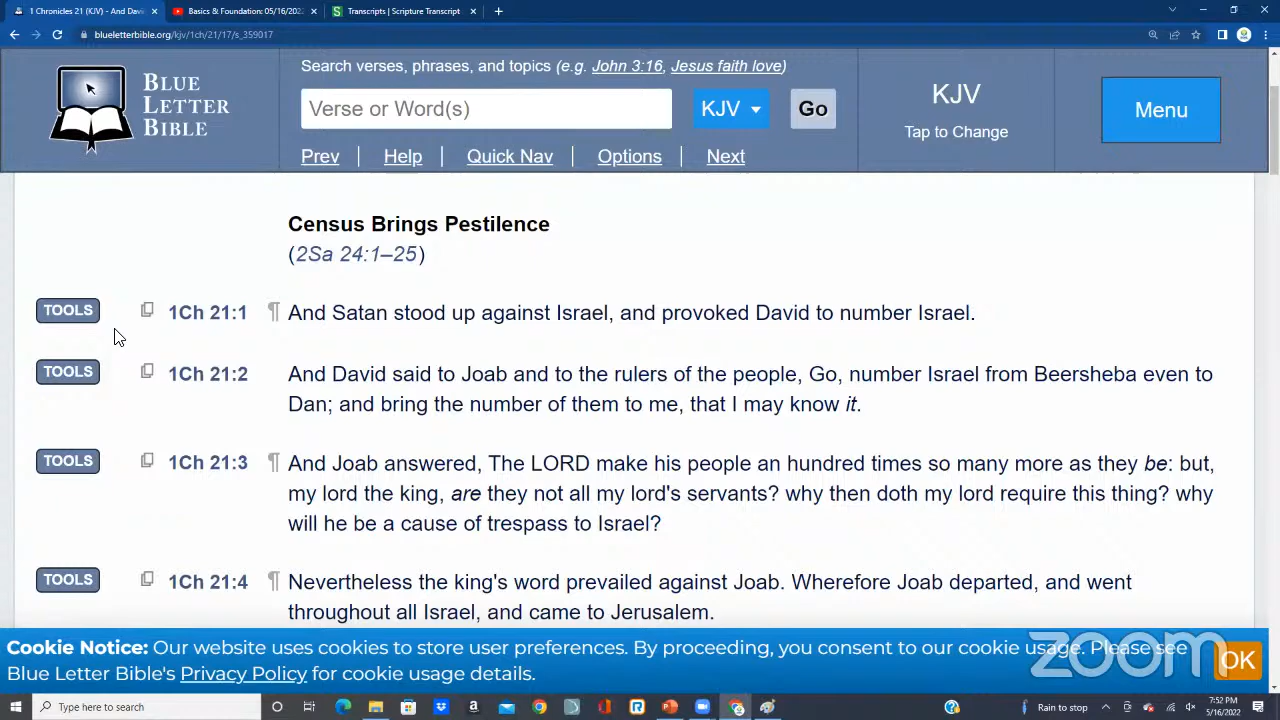 1 Chronicles 21 (KJV) - And Davi
Basics & Foundation: 05/16/202
Transcripts | Scripture Transcript
blueletterbible.org/kjv/1ch/21/17/s_359017
BLUE
LETTER
BIBLE
Search verses, phrases, and topics (e.g. John 3:16, Jesus faith love)
Verse or Word(s)
KJV
Go
Prev | Help | Quick Nav | Options | Next
KJV
Tap to Change
Menu
Census Brings Pestilence
(2Sa 24:1–25)
TOOLS 1Ch 21:1 ¶ And Satan stood up against Israel, and provoked David to number Israel.
TOOLS 1Ch 21:2 And David said to Joab and to the rulers of the people, Go, number Israel from Beersheba even to
Dan; and bring the number of them to me, that I may know it.
TOOLS 1Ch 21:3 ¶ And Joab answered, The LORD make his people an hundred times so many more as they be: but,
my lord the king, are they not all my lord's servants? why then doth my lord require this thing? why
will he be a cause of trespass to Israel?
TOOLS 1Ch 21:4 ¶ Nevertheless the king's word prevailed against Joab. Wherefore Joab departed, and went
throughout all Israel, and came to Jerusalem.
Cookie Notice: Our website uses cookies to store user preferences. By proceeding, you consent to our cookie usage. Please see
Blue Letter Bible's Privacy Policy for cookie usage details.
OK
zoom
Type here to search
Rain to stop
7:52 PM
5/16/2022